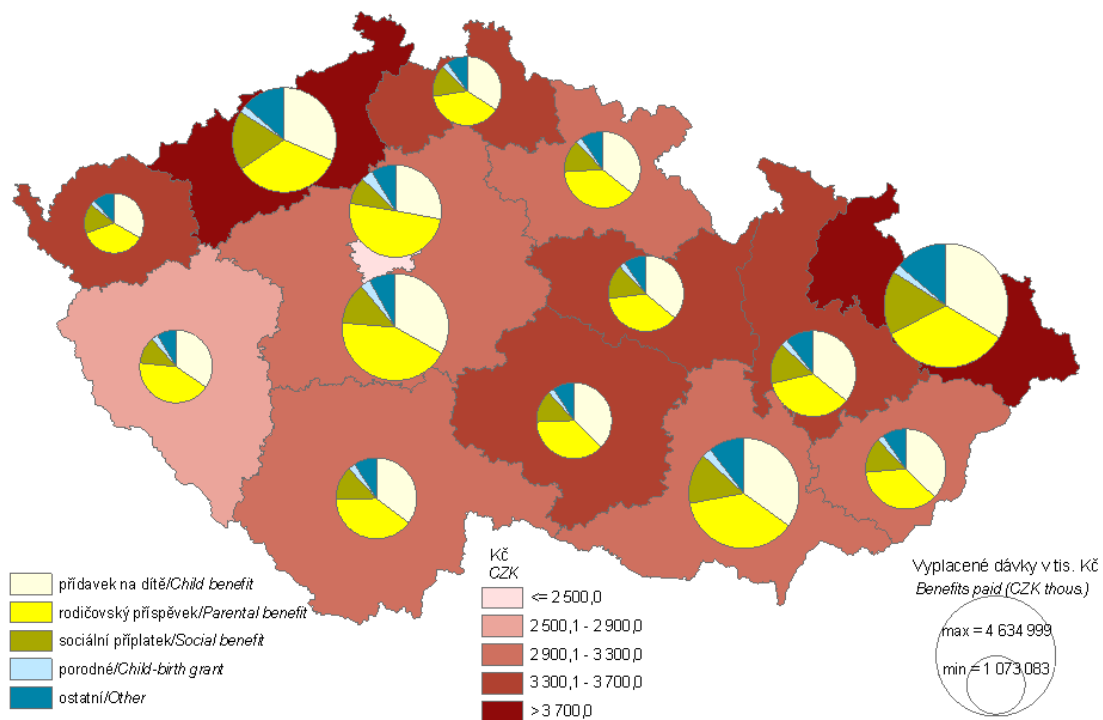 přídavek na dítě/Child benefit
rodičovský příspěvek/Parental benefit
sociální příplatek/Social benefit
porodné/Child-birth grant
ostatní/Other
Kč
CZK
<= 2 500,0
2 500,1 - 2 900,0
2 900,1 - 3 300,0
3 300,1 - 3 700,0
> 3 700,0
Vyplacené dávky v tis. Kč
Benefits paid (CZK thous.)
max = 4 634 999
min = 1 073 083